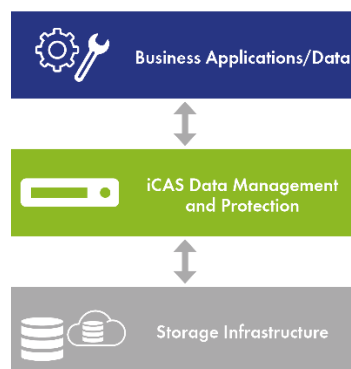 Business Applications/Data
iCAS Data Management
and Protection
Storage Infrastructure